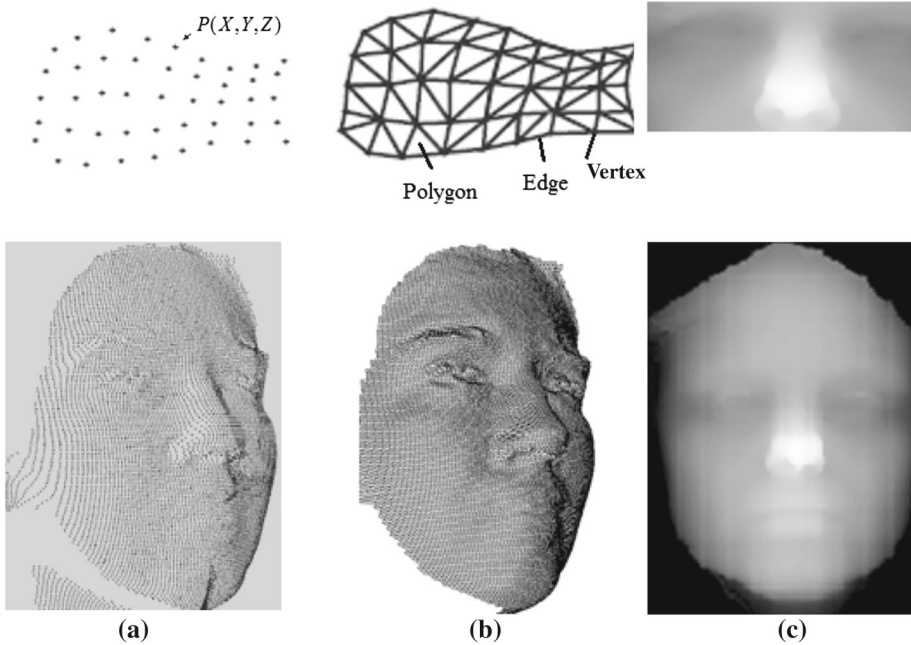 P(X,Y,Z)
Polygon
Edge
Vertex
(a)
(b)
(c)